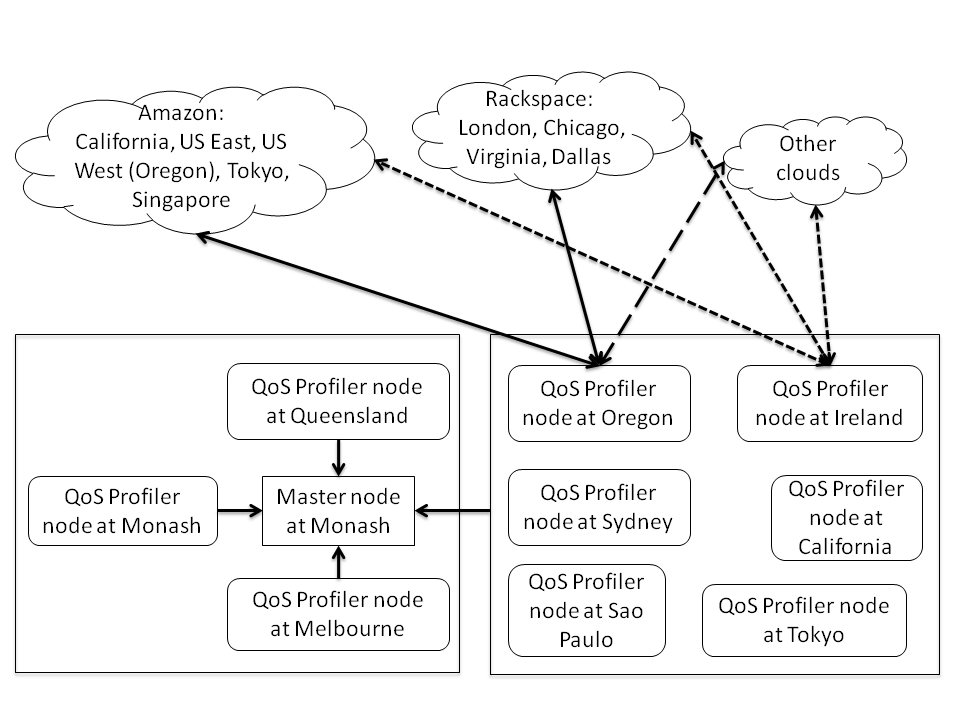 Amazon:
California, US East, US
West (Oregon), Tokyo,
Singapore
Rackspace:
London, Chicago,
Virginia, Dallas
Other
clouds
QoS Profiler node
at Queensland
QoS Profiler
node at Monash
Master node
at Monash
QoS Profiler node
at Melbourne
QoS Profiler
node at Oregon
QoS Profiler
node at Ireland
QoS Profiler
node at Sydney
QoS Profiler
node at
California
QoS Profiler
node at Sao
Paulo
QoS Profiler node
at Tokyo